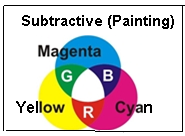 Subtractive (Painting)
Magenta
G B
Yellow R Cyan